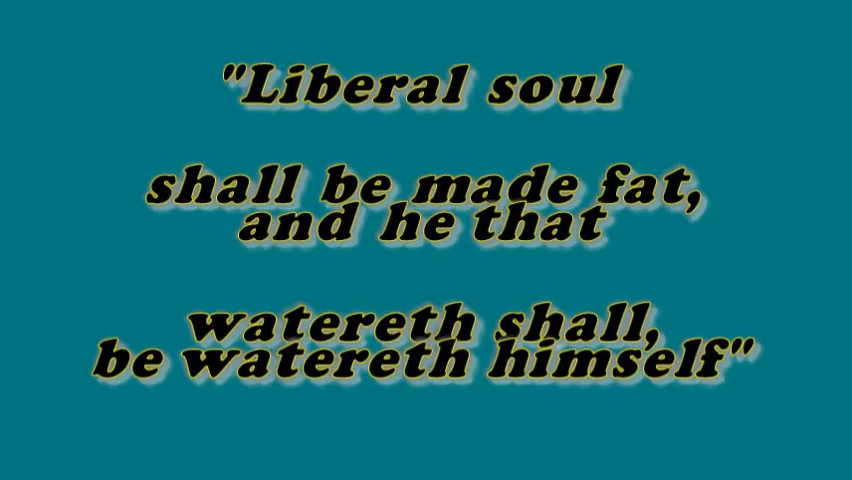 "Liberal soul
shall be made fat,
and he that
watereth shall,
be watereth himself"